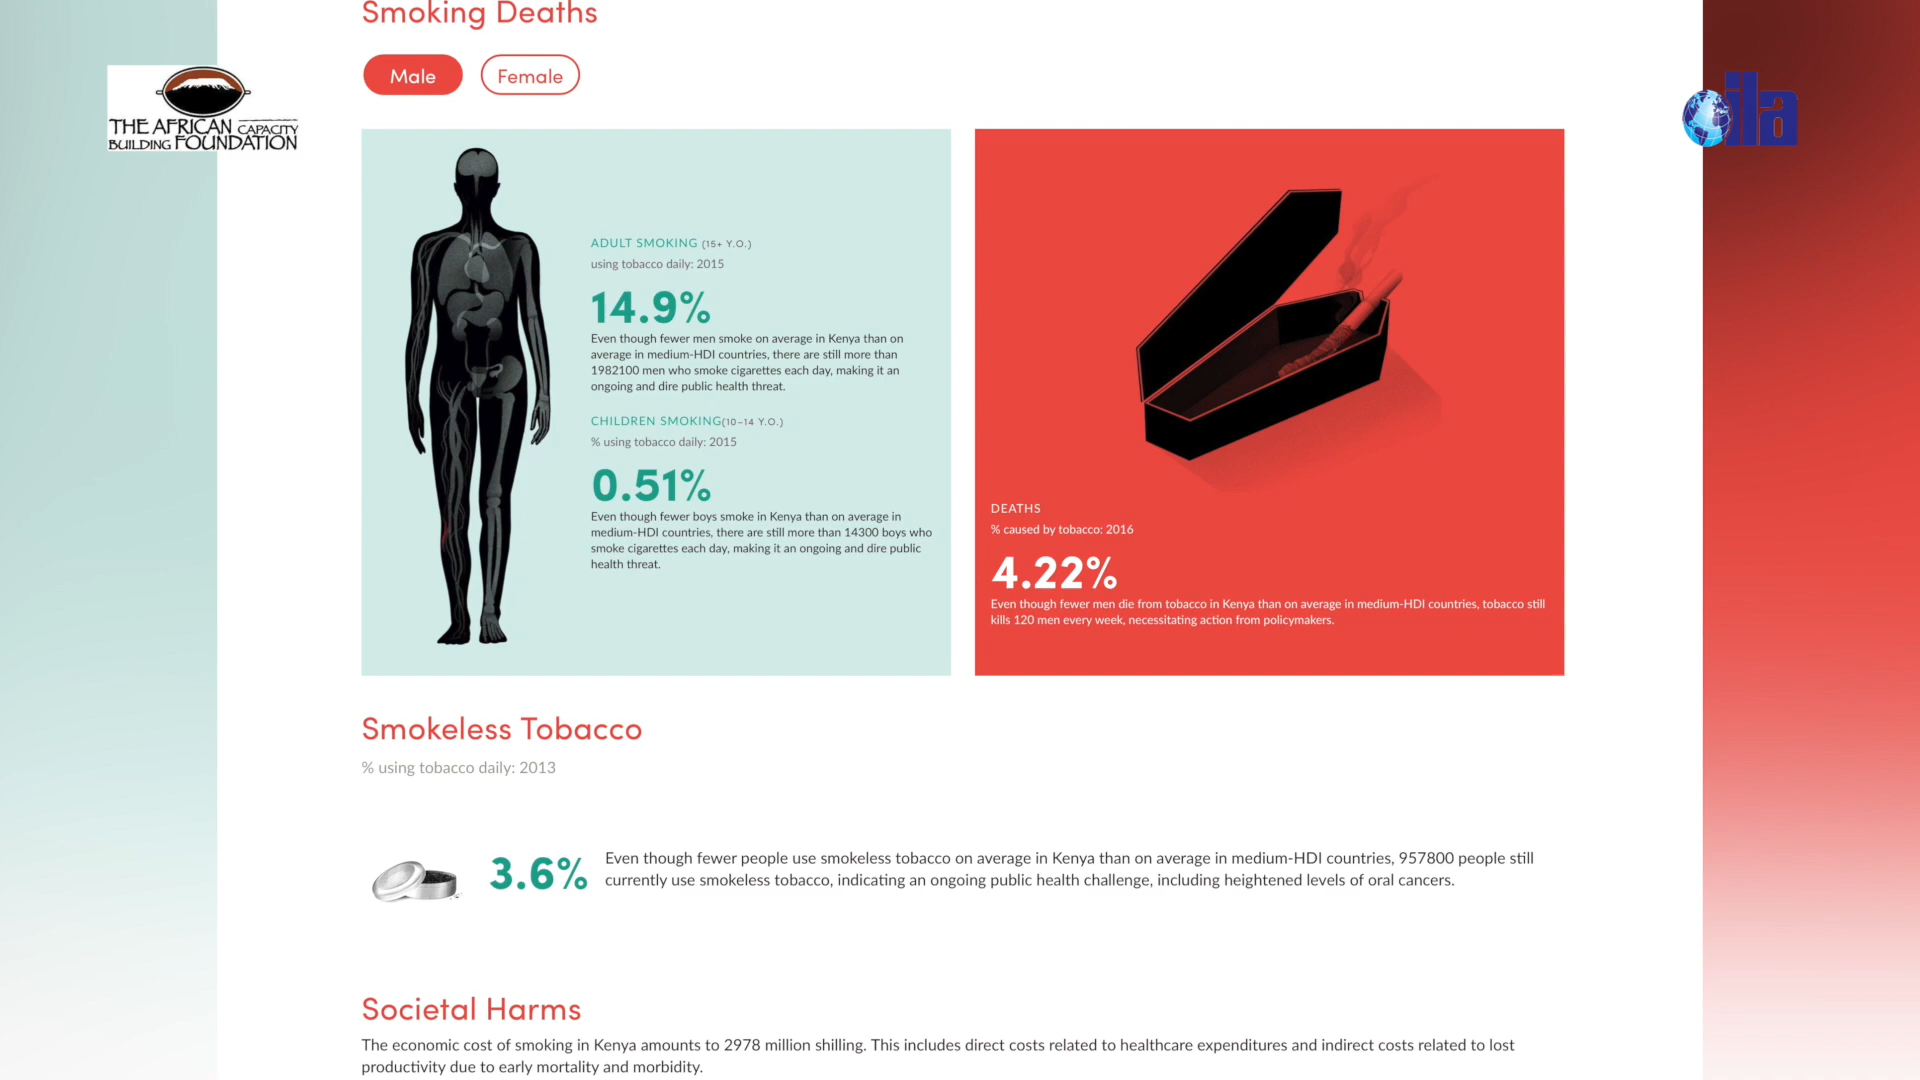 Smoking Deaths
Male
Female
THE AFRICAN CAPACITY
BUILDING FOUNDATION
ila
ADULT SMOKING (15+ Y.O.)
using tobacco daily: 2015
14.9%
Even though fewer men smoke on average in Kenya than on
average in medium-HDI countries, there are still more than
1982100 men who smoke cigarettes each day, making it an
ongoing and dire public health threat.
CHILDREN SMOKING(10-14 Y.O.)
% using tobacco daily: 2015
0.51%
Even though fewer boys smoke in Kenya than on average in
medium-HDI countries, there are still more than 14300 boys who
smoke cigarettes each day, making it an ongoing and dire public
health threat.
DEATHS
% caused by tobacco: 2016
4.22%
Even though fewer men die from tobacco in Kenya than on average in medium-HDI countries, tobacco still
kills 120 men every week, necessitating action from policymakers.
Smokeless Tobacco
% using tobacco daily: 2013
3.6%
Even though fewer people use smokeless tobacco on average in Kenya than on average in medium-HDI countries, 957800 people still
currently use smokeless tobacco, indicating an ongoing public health challenge, including heightened levels of oral cancers.
Societal Harms
The economic cost of smoking in Kenya amounts to 2978 million shilling. This includes direct costs related to healthcare expenditures and indirect costs related to lost
productivity due to early mortality and morbidity.